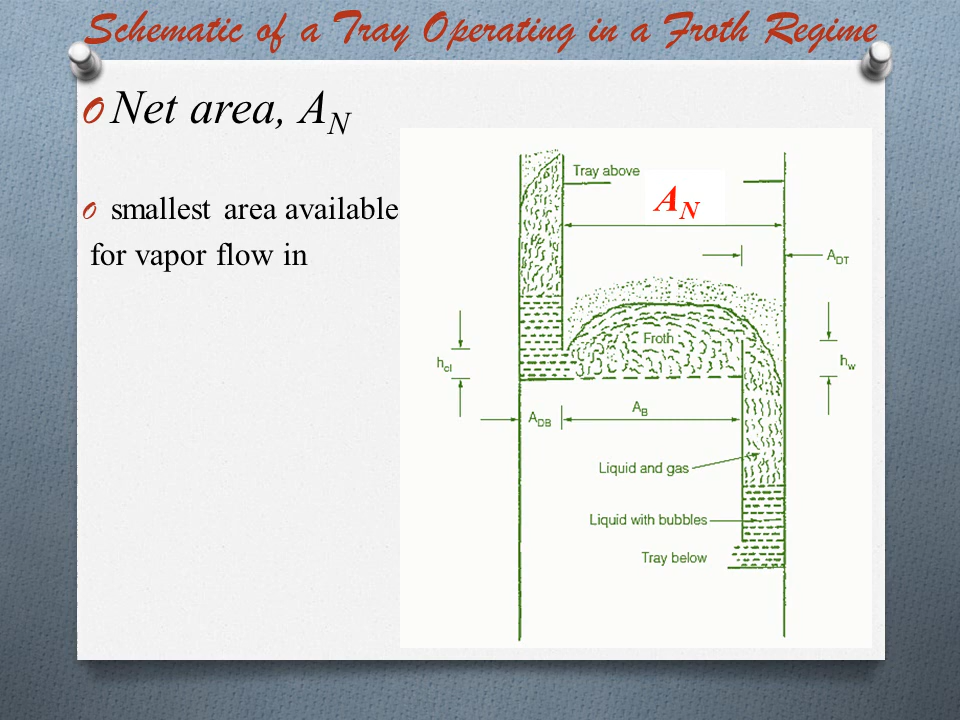 Schematic of a Tray Operating in a Froth Regime
O Net area, AN
O smallest area available
for vapor flow in
Tray above
AN
ADT
Froth
hcl
hw
ADB
AB
Liquid and gas
Liquid with bubbles
Tray below